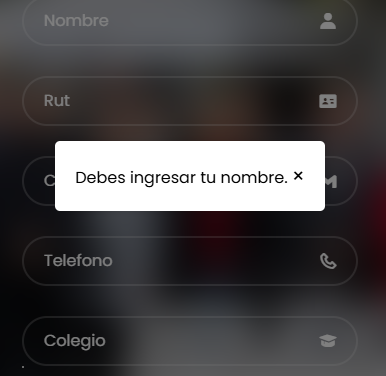 Nombre
Rut
Debes ingresar tu nombre. ×
C
Telefono
Colegio